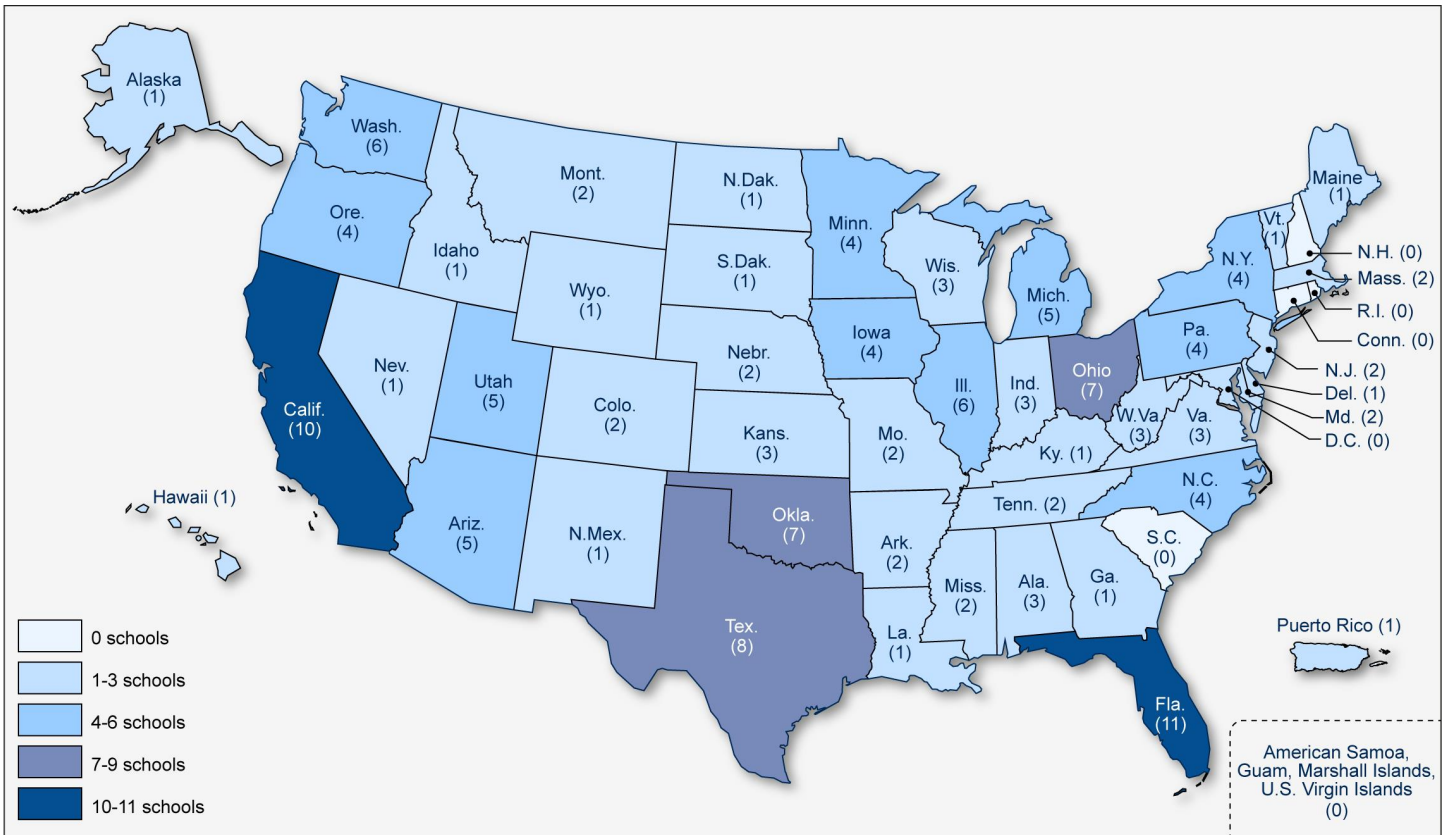 Alaska
(1)
Wash.
(6)
Ore.
(4)
Idaho
(1)
Mont.
(2)
N.Dak.
(1)
S.Dak.
(1)
Wyo.
(1)
Nebr.
(2)
Minn.
(4)
Iowa
(4)
Wis.
(3)
Mich.
(5)
Ill.
(6)
Ind.
(3)
Ohio
(7)
Pa.
(4)
N.Y.
(4)
Vt.
(1)
Maine
(1)
N.H. (0)
Mass. (2)
R.I. (0)
Conn. (0)
N.J. (2)
Del. (1)
Md. (2)
D.C. (0)
Calif.
(10)
Nev.
(1)
Utah
(5)
Colo.
(2)
Kans.
(3)
Mo.
(2)
Ky. (1)
W.Va.
(3)
Va.
(3)
Hawaii (1)
Ariz.
(5)
N.Mex.
(1)
Okla.
(7)
Ark.
(2)
Tenn. (2)
N.C.
(4)
S.C.
(0)
Tex.
(8)
La.
(1)
Miss.
(2)
Ala.
(3)
Ga.
(1)
Fla.
(11)
Puerto Rico (1)
American Samoa,
Guam, Marshall Islands,
U.S. Virgin Islands
(0)
0 schools
1-3 schools
4-6 schools
7-9 schools
10-11 schools